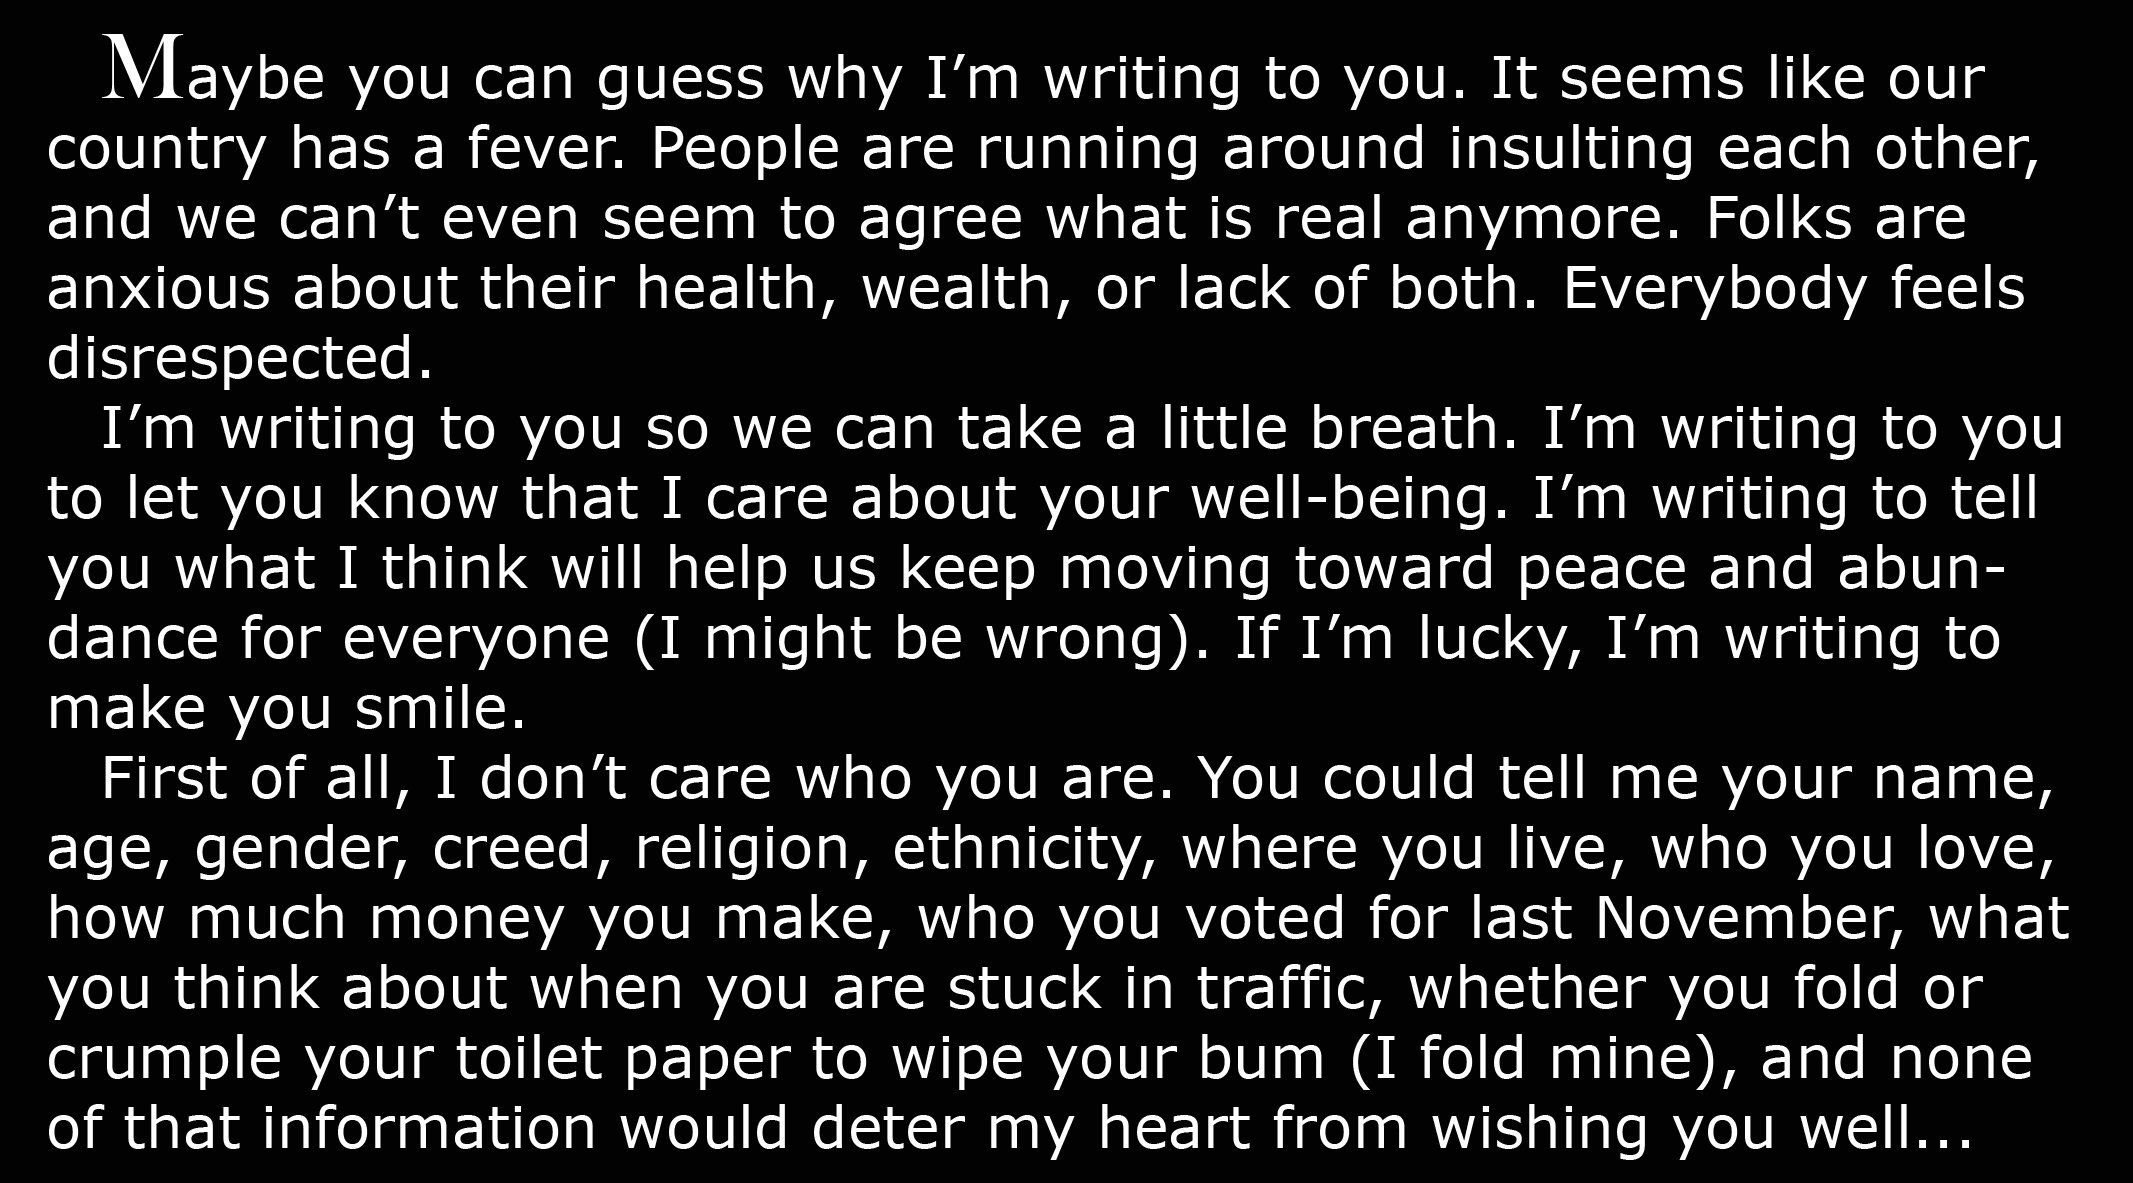 Maybe you can guess why I’m writing to you. It seems like our
country has a fever. People are running around insulting each other,
and we can’t even seem to agree what is real anymore. Folks are
anxious about their health, wealth, or lack of both. Everybody feels
disrespected.
I’m writing to you so we can take a little breath. I’m writing to you
to let you know that I care about your well-being. I’m writing to tell
you what I think will help us keep moving toward peace and abun-
dance for everyone (I might be wrong). If I’m lucky, I’m writing to
make you smile.
First of all, I don’t care who you are. You could tell me your name,
age, gender, creed, religion, ethnicity, where you live, who you love,
how much money you make, who you voted for last November, what
you think about when you are stuck in traffic, whether you fold or
crumple your toilet paper to wipe your bum (I fold mine), and none
of that information would deter my heart from wishing you well...